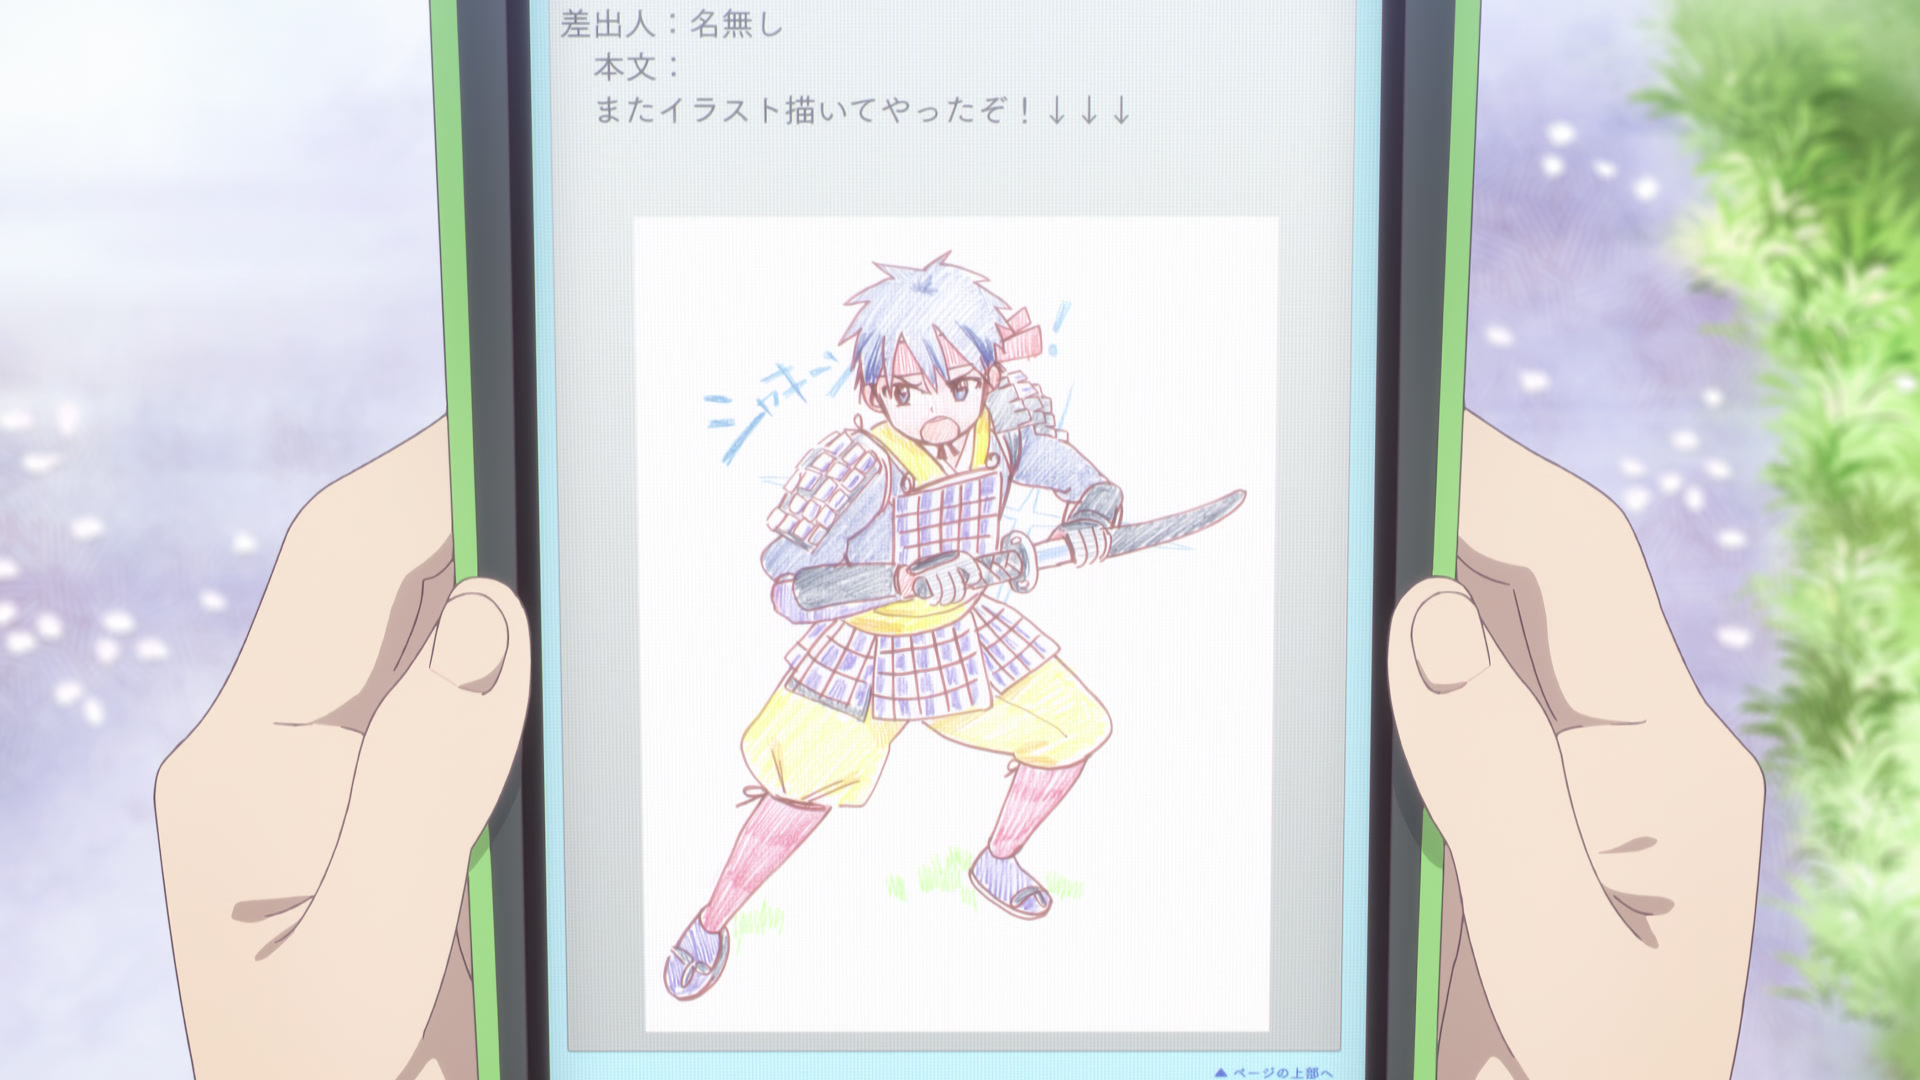 差出人：名無し
本文：
またイラスト描いてやったぞ！↓↓↓
シャキーン!
▲ページの上部へ